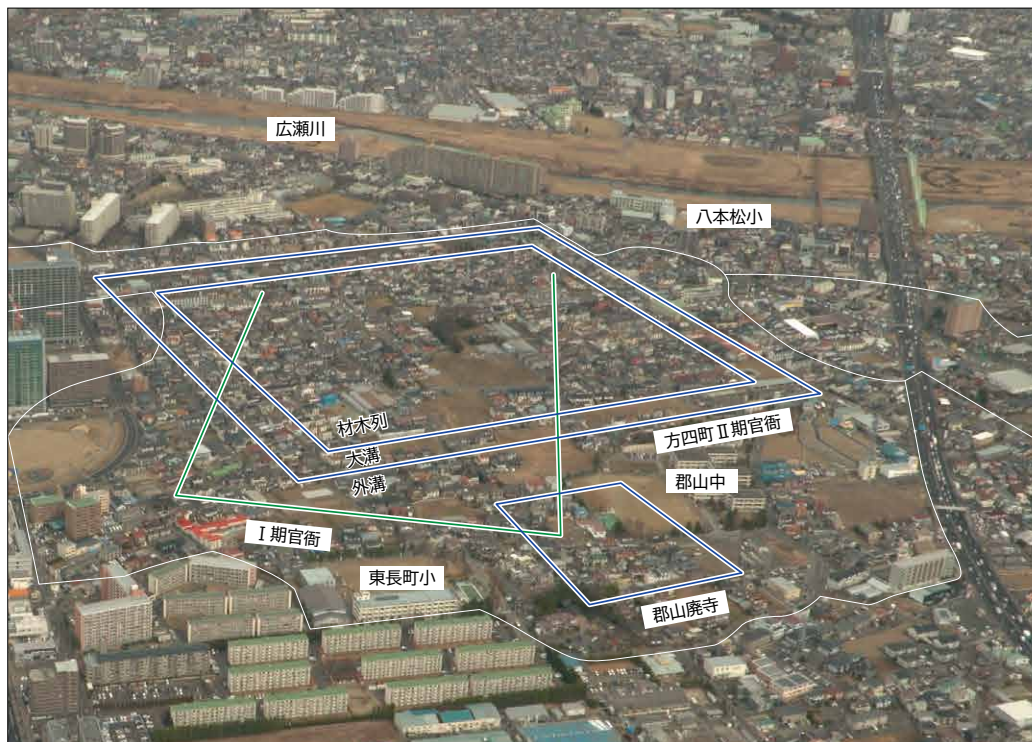 広瀬川
八本松小
材木列
大溝
外溝
方四町Ⅱ期官衙
郡山中
Ⅰ期官衙
東長町小
郡山廃寺